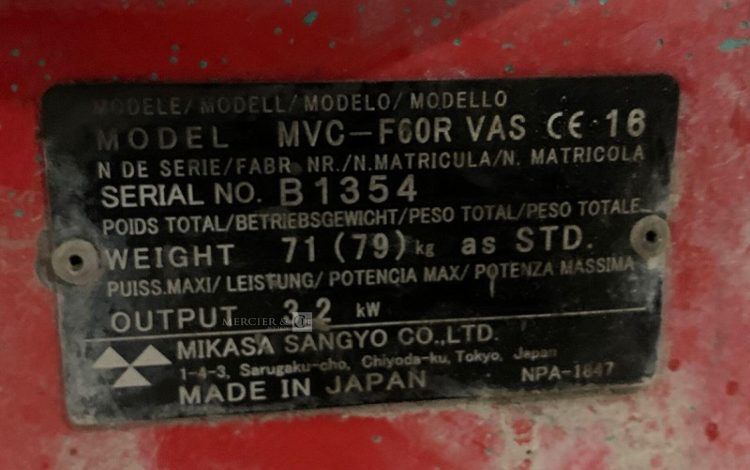 MODELE/MODELL/MODELO/MODELLO
MODEL MVC-F60R VAS CE 16
N DE SERIE/FABR NR./N.MATRICULA/N. MATRICOLA
SERIAL NO. B1354
POIDS TOTAL/BETRIEBSGEWICHT/PESO TOTAL/PESO TOTALE
WEIGHT 71 (79) kg as STD.
PUISS.MAXI/LEISTUNG/POTENCIA MAX/POTENZA MASSIMA
OUTPUT 3.2 kW
MERCIER &
MIKASA SANGYO CO.,LTD.
1-4-3, Sarugaku-cho, Chiyoda-ku, Tokyo, Japan
MADE IN JAPAN NPA-1647